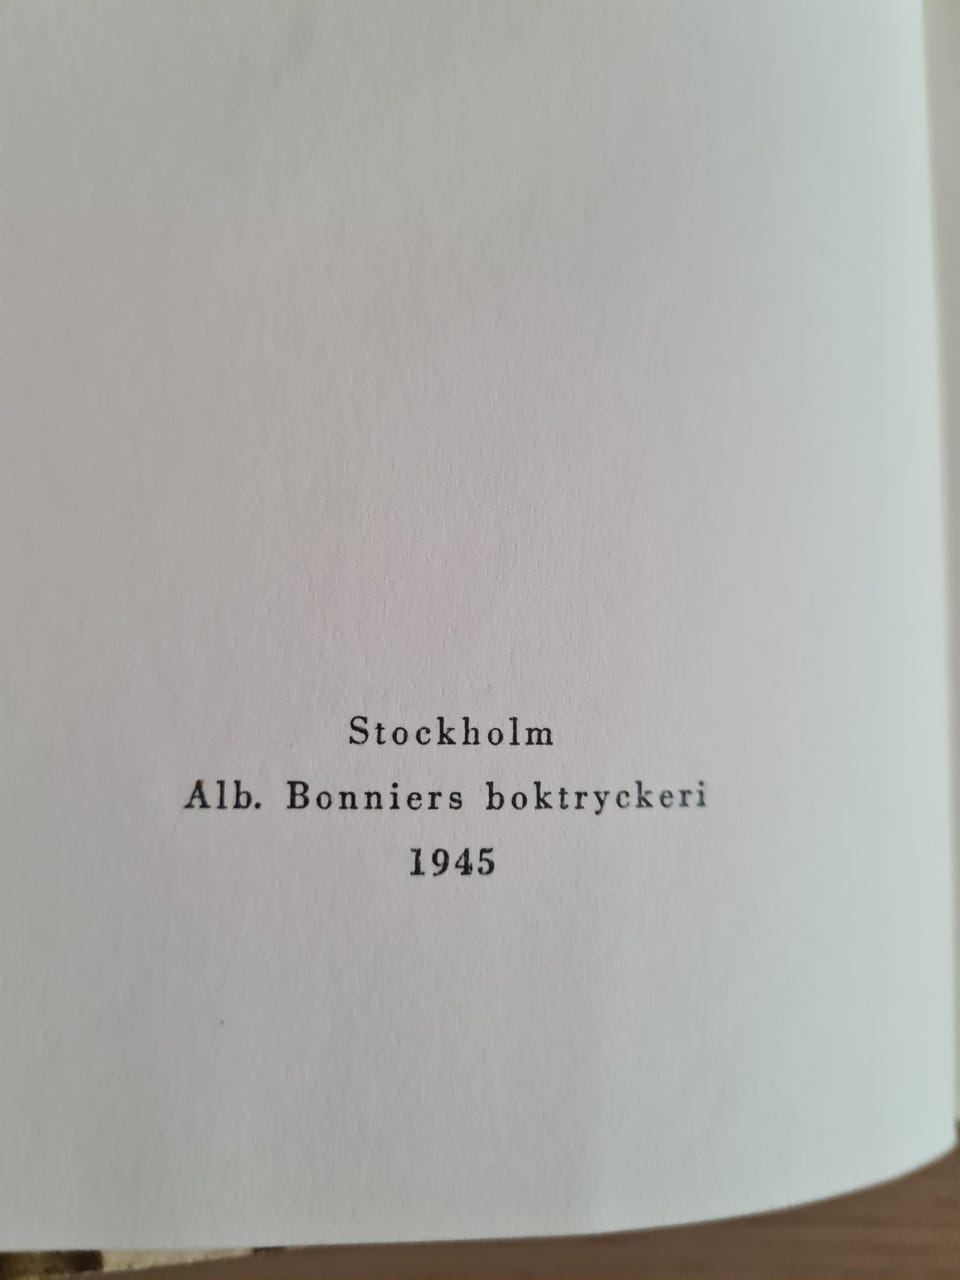 Stockholm
Alb. Bonniers boktryckeri
1945